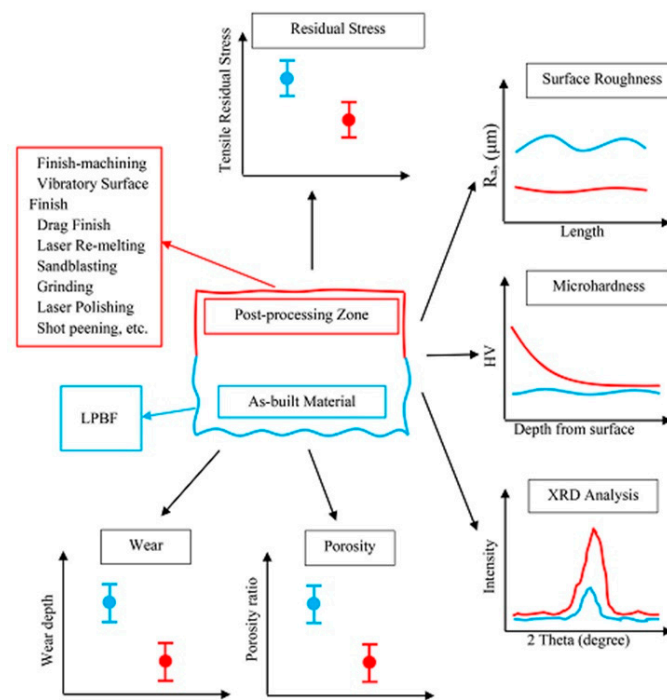 Residual Stress
Tensile Residual Stress
Surface Roughness
Ra, (μm)
Length
Finish-machining
Vibratory Surface
Finish
Drag Finish
Laser Re-melting
Sandblasting
Grinding
Laser Polishing
Shot peening, etc.
Post-processing Zone
Microhardness
HV
Depth from surface
As-built Material
LPBF
XRD Analysis
Intensity
2 Theta (degree)
Wear
Wear depth
Porosity
Porosity ratio